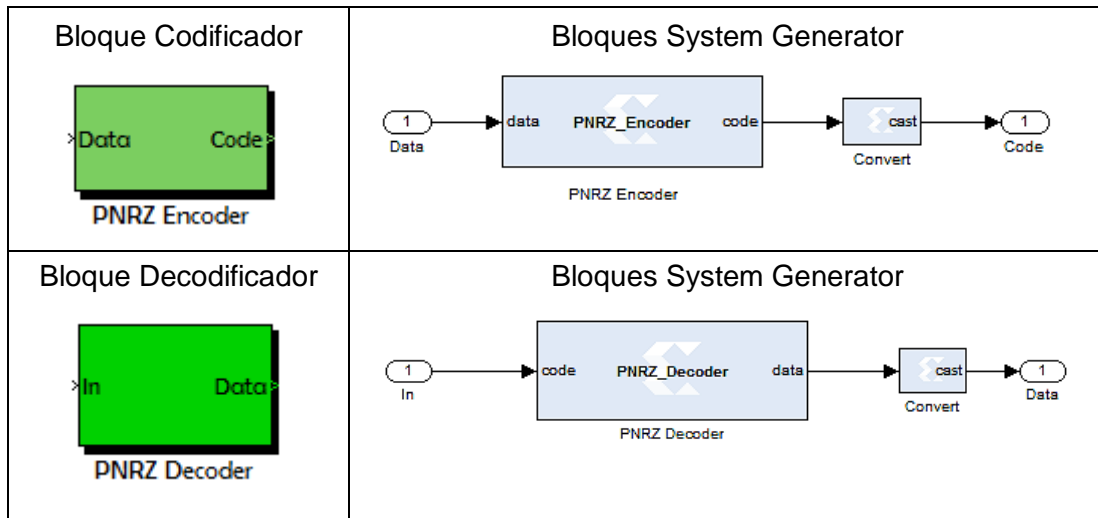 Bloque Codificador
Data Code
PNRZ Encoder
Bloques System Generator
1
Data
data PNRZ_Encoder code
PNRZ Encoder
cast
Convert
1
Code
Bloque Decodificador
In Data
PNRZ Decoder
Bloques System Generator
1
In
code PNRZ_Decoder data
PNRZ Decoder
cast
Convert
1
Data